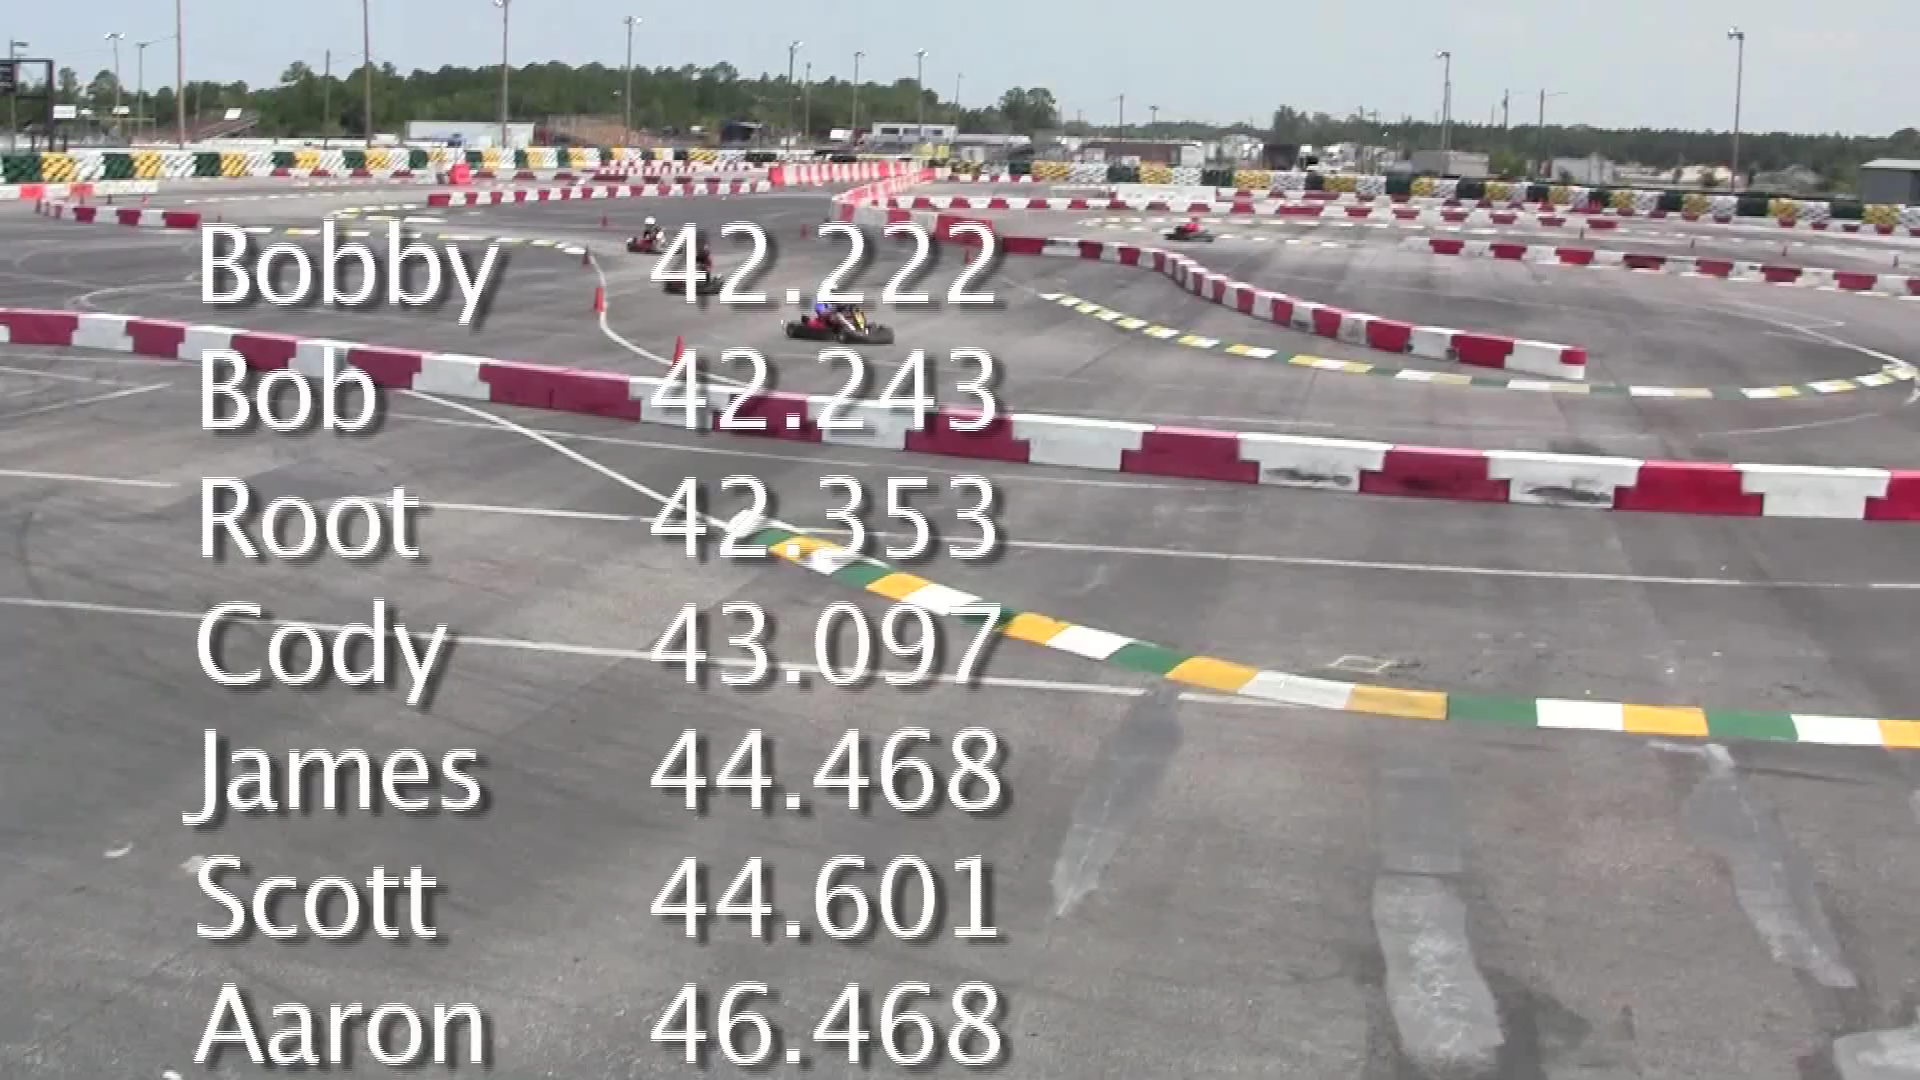 Bobby 42.222
Bob 42.243
Root 42.353
Cody 43.097
James 44.468
Scott 44.601
Aaron 46.468